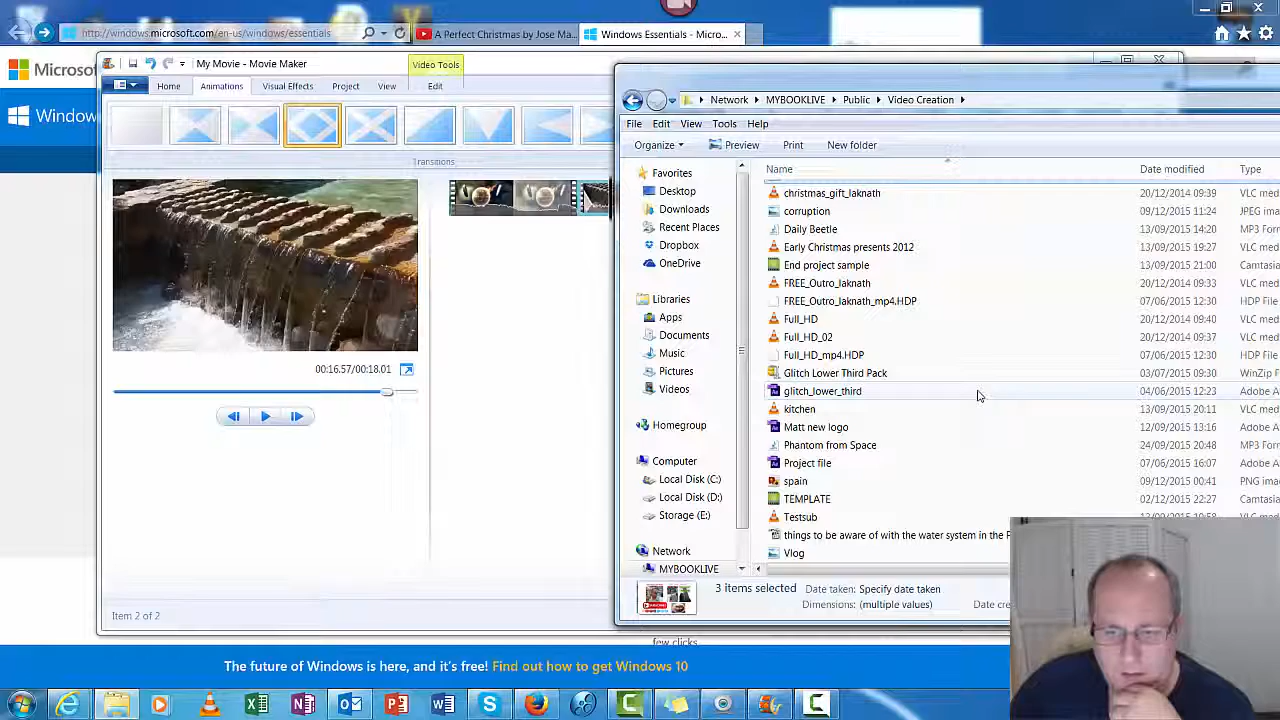 http://windows.microsoft.com/en-us/windows/essentials
A Perfect Christmas by Jose Ma...
Windows Essentials - Micro...
Microsof
Window
My Movie - Movie Maker
Video Tools
Home
Animations
Visual Effects
Project
View
Edit
Transitions
00:16.57/00:18.01
Item 2 of 2
Network
MYBOOKLIVE
Public
Video Creation
File Edit View Tools Help
Organize
Preview
Print
New folder
Favorites
Desktop
Downloads
Recent Places
Dropbox
OneDrive
Libraries
Apps
Documents
Music
Pictures
Videos
Homegroup
Computer
Local Disk (C:)
Local Disk (D:)
Storage (E:)
Network
MYBOOKLIVE
Name Date modified Type
christmas_gift_laknath 20/12/2014 09:39 VLC med
corruption 09/12/2015 11:24 JPEG im
Daily Beetle 13/09/2015 14:20 MP3 For
Early Christmas presents 2012 13/09/2015 19:27 VLC med
End project sample 13/09/2015 21:00 Camtasi
FREE_Outro_laknath 20/12/2014 09:33 VLC med
FREE_Outro_laknath_mp4.HDP 07/06/2015 12:30 HDP File
Full_HD 20/12/2014 09:40 VLC med
Full_HD_02 20/12/2014 09:37 VLC med
Full_HD_mp4.HDP 07/06/2015 12:30 HDP File
Glitch Lower Third Pack 03/07/2015 09:30 WinZip F
glitch_lower_third 04/06/2015 12:23 Adobe A
kitchen 13/09/2015 20:11 VLC med
Matt new logo 12/09/2015 13:16 Adobe A
Phantom from Space 24/09/2015 20:48 MP3 For
Project file 07/06/2015 16:07 Adobe A
spain 09/12/2015 00:41 PNG ima
TEMPLATE 02/12/2015 22:27 Camtasi
Testsub
things to be aware of with the water system in the
Vlog
3 items selected
Date taken: Specify date taken
Dimensions: (multiple values)
Date cre
few clicks.
The future of Windows is here, and it's free! Find out how to get Windows 10